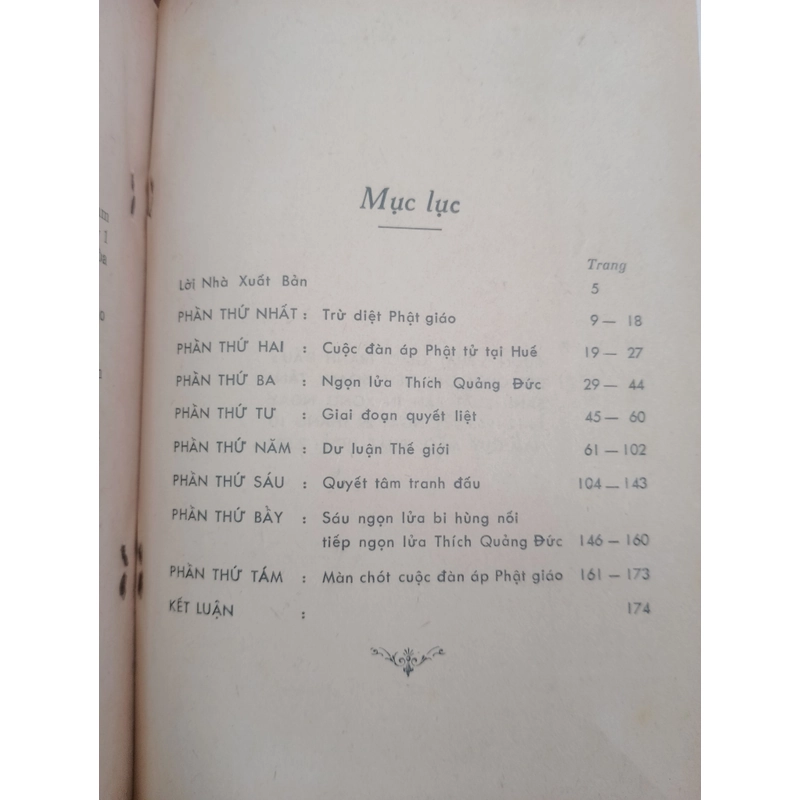 Mục lục
Trang
Lời Nhà Xuất Bản 5
PHẦN THỨ NHẤT : Trừ diệt Phật giáo 9 — 18
PHẦN THỨ HAI : Cuộc đàn áp Phật tử tại Huế 19 — 27
PHẦN THỨ BA : Ngọn lửa Thích Quảng Đức 29 — 44
PHẦN THỨ TƯ : Giai đoạn quyết liệt 45 — 60
PHẦN THỨ NĂM : Dư luận Thế giới 61 — 102
PHẦN THỨ SÁU : Quyết tâm tranh đấu 104 — 143
PHẦN THỨ BẦY : Sáu ngọn lửa bi hùng nối
tiếp ngọn lửa Thích Quảng Đức 146 — 160
PHẦN THỨ TÁM : Màn chót cuộc đàn áp Phật giáo 161 — 173
KẾT LUẬN : 174